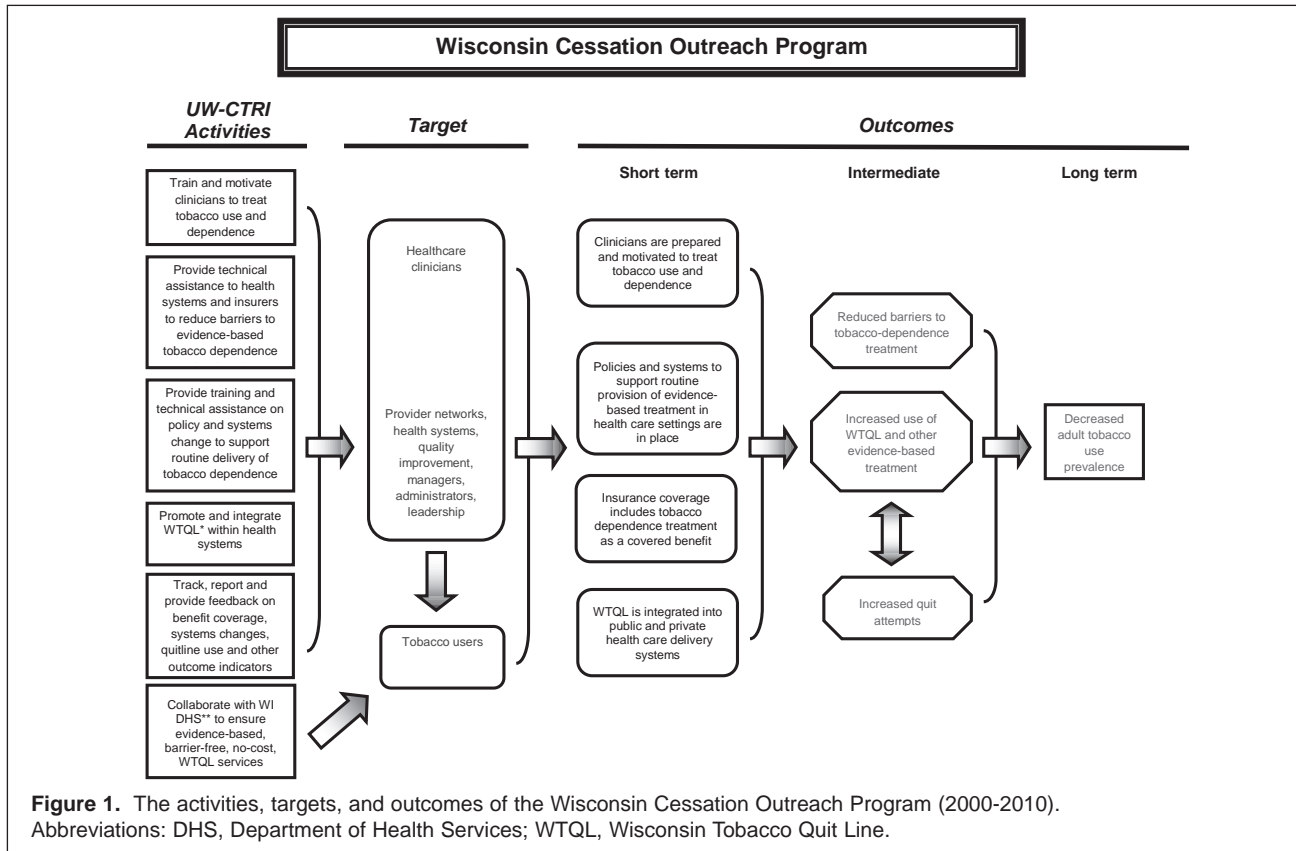 Wisconsin Cessation Outreach Program
UW-CTRI
Activities
Target
Outcomes
Short term
Intermediate
Long term
Train and motivate
clinicians to treat
tobacco use and
dependence
Provide technical
assistance to health
systems and insurers
to reduce barriers to
evidence-based
tobacco dependence
Provide training and
technical assistance on
policy and systems
change to support
routine delivery of
tobacco dependence
Promote and integrate
WTQL* within health
systems
Track, report and
provide feedback on
benefit coverage,
systems changes,
quitline use and other
outcome indicators
Collaborate with WI
DHS** to ensure
evidence-based,
barrier-free, no-cost,
WTQL services
Healthcare
clinicians
Provider networks,
health systems,
quality
improvement,
managers,
administrators,
leadership
Tobacco users
Clinicians are prepared
and motivated to treat
tobacco use and
dependence
Policies and systems to
support routine
provision of evidence-
based treatment in
health care settings are
in place
Insurance coverage
includes tobacco
dependence treatment
as a covered benefit
WTQL is integrated into
public and private
health care delivery
systems
Reduced barriers to
tobacco-dependence
treatment
Increased use of
WTQL and other
evidence-based
treatment
Increased quit
attempts
Decreased
adult tobacco
use
prevalence
Figure 1. The activities, targets, and outcomes of the Wisconsin Cessation Outreach Program (2000-2010).
Abbreviations: DHS, Department of Health Services; WTQL, Wisconsin Tobacco Quit Line.